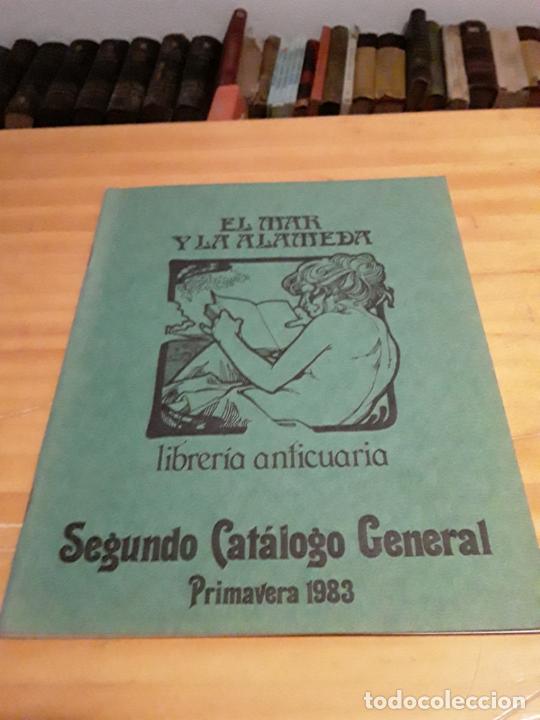 EL MAR
Y LA ALAMEDA
librería anticuaria
Segundo Catálogo General
Primavera 1983
todocoleccion